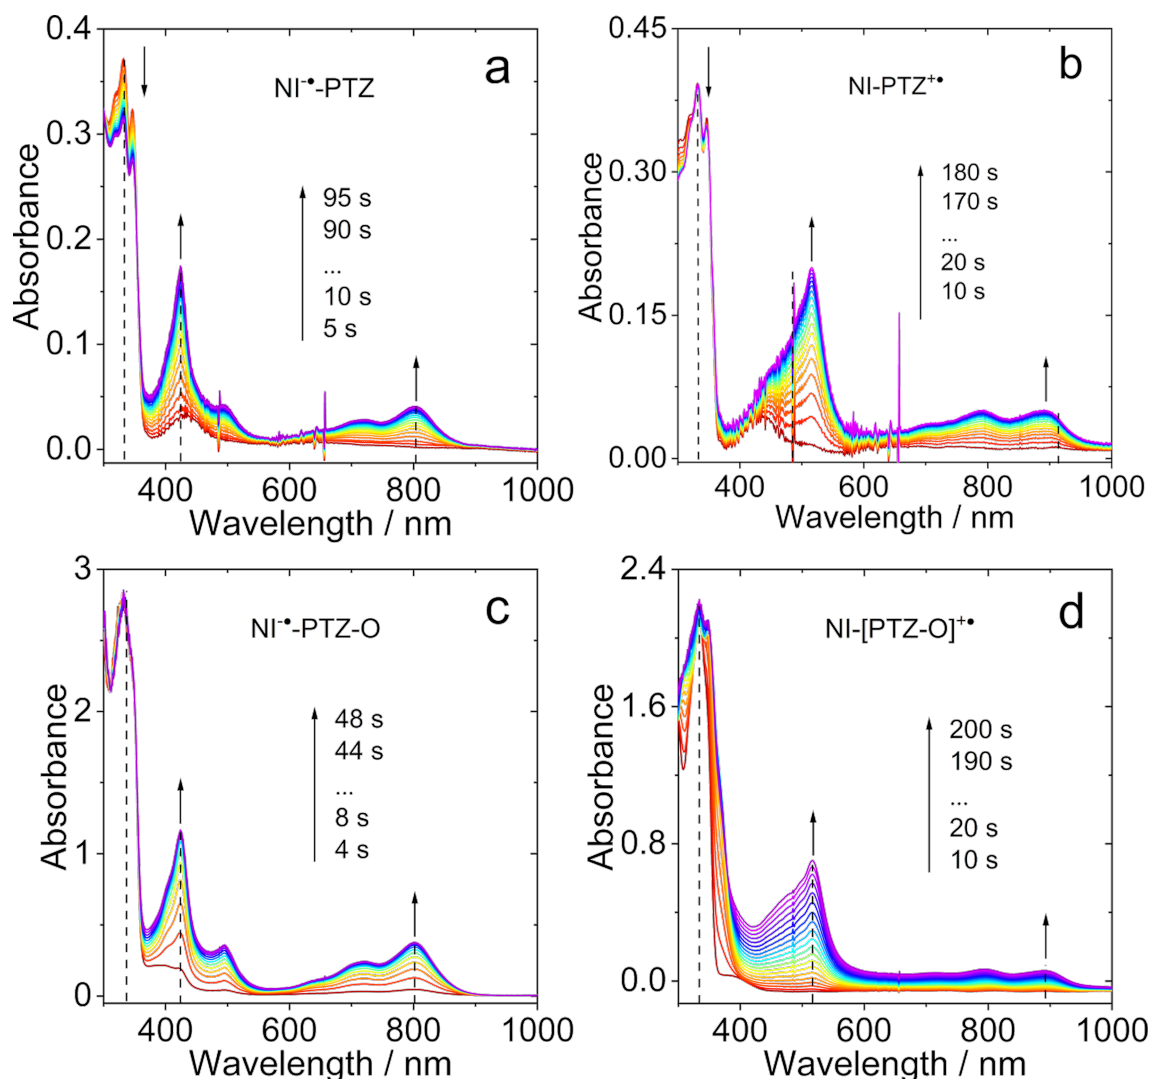 a
NI⁻•-PTZ
95 s
90 s
...
10 s
5 s
0.4
0.3
0.2
0.1
0.0
Absorbance
400 600 800 1000
Wavelength / nm
b
NI-PTZ⁺•
180 s
170 s
...
20 s
10 s
0.45
0.30
0.15
0.00
Absorbance
400 600 800 1000
Wavelength / nm
c
NI⁻•-PTZ-O
48 s
44 s
...
8 s
4 s
3
2
1
0
Absorbance
400 600 800 1000
Wavelength / nm
d
NI-[PTZ-O]⁺•
200 s
190 s
...
20 s
10 s
2.4
1.6
0.8
0.0
Absorbance
400 600 800 1000
Wavelength / nm